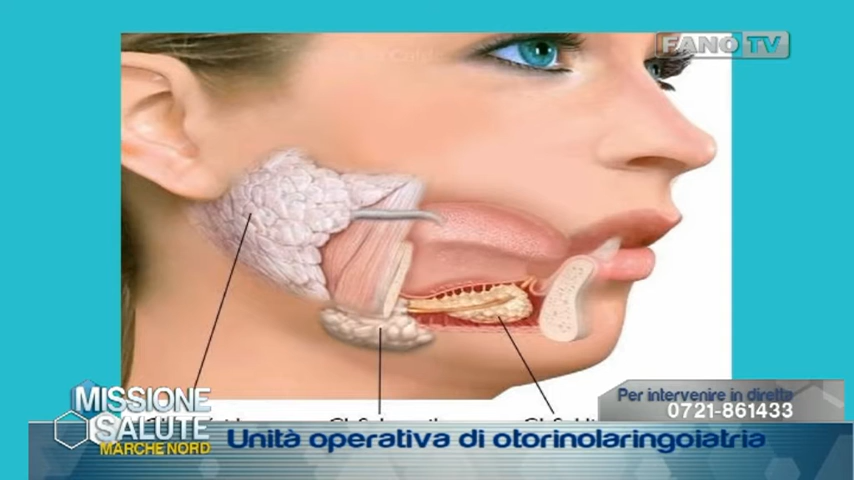 FANO TV
Per intervenire in diretta
0721-861433
MISSIONE
SALUTE
MARCHE NORD
Unità operativa di otorinolaringoiatria